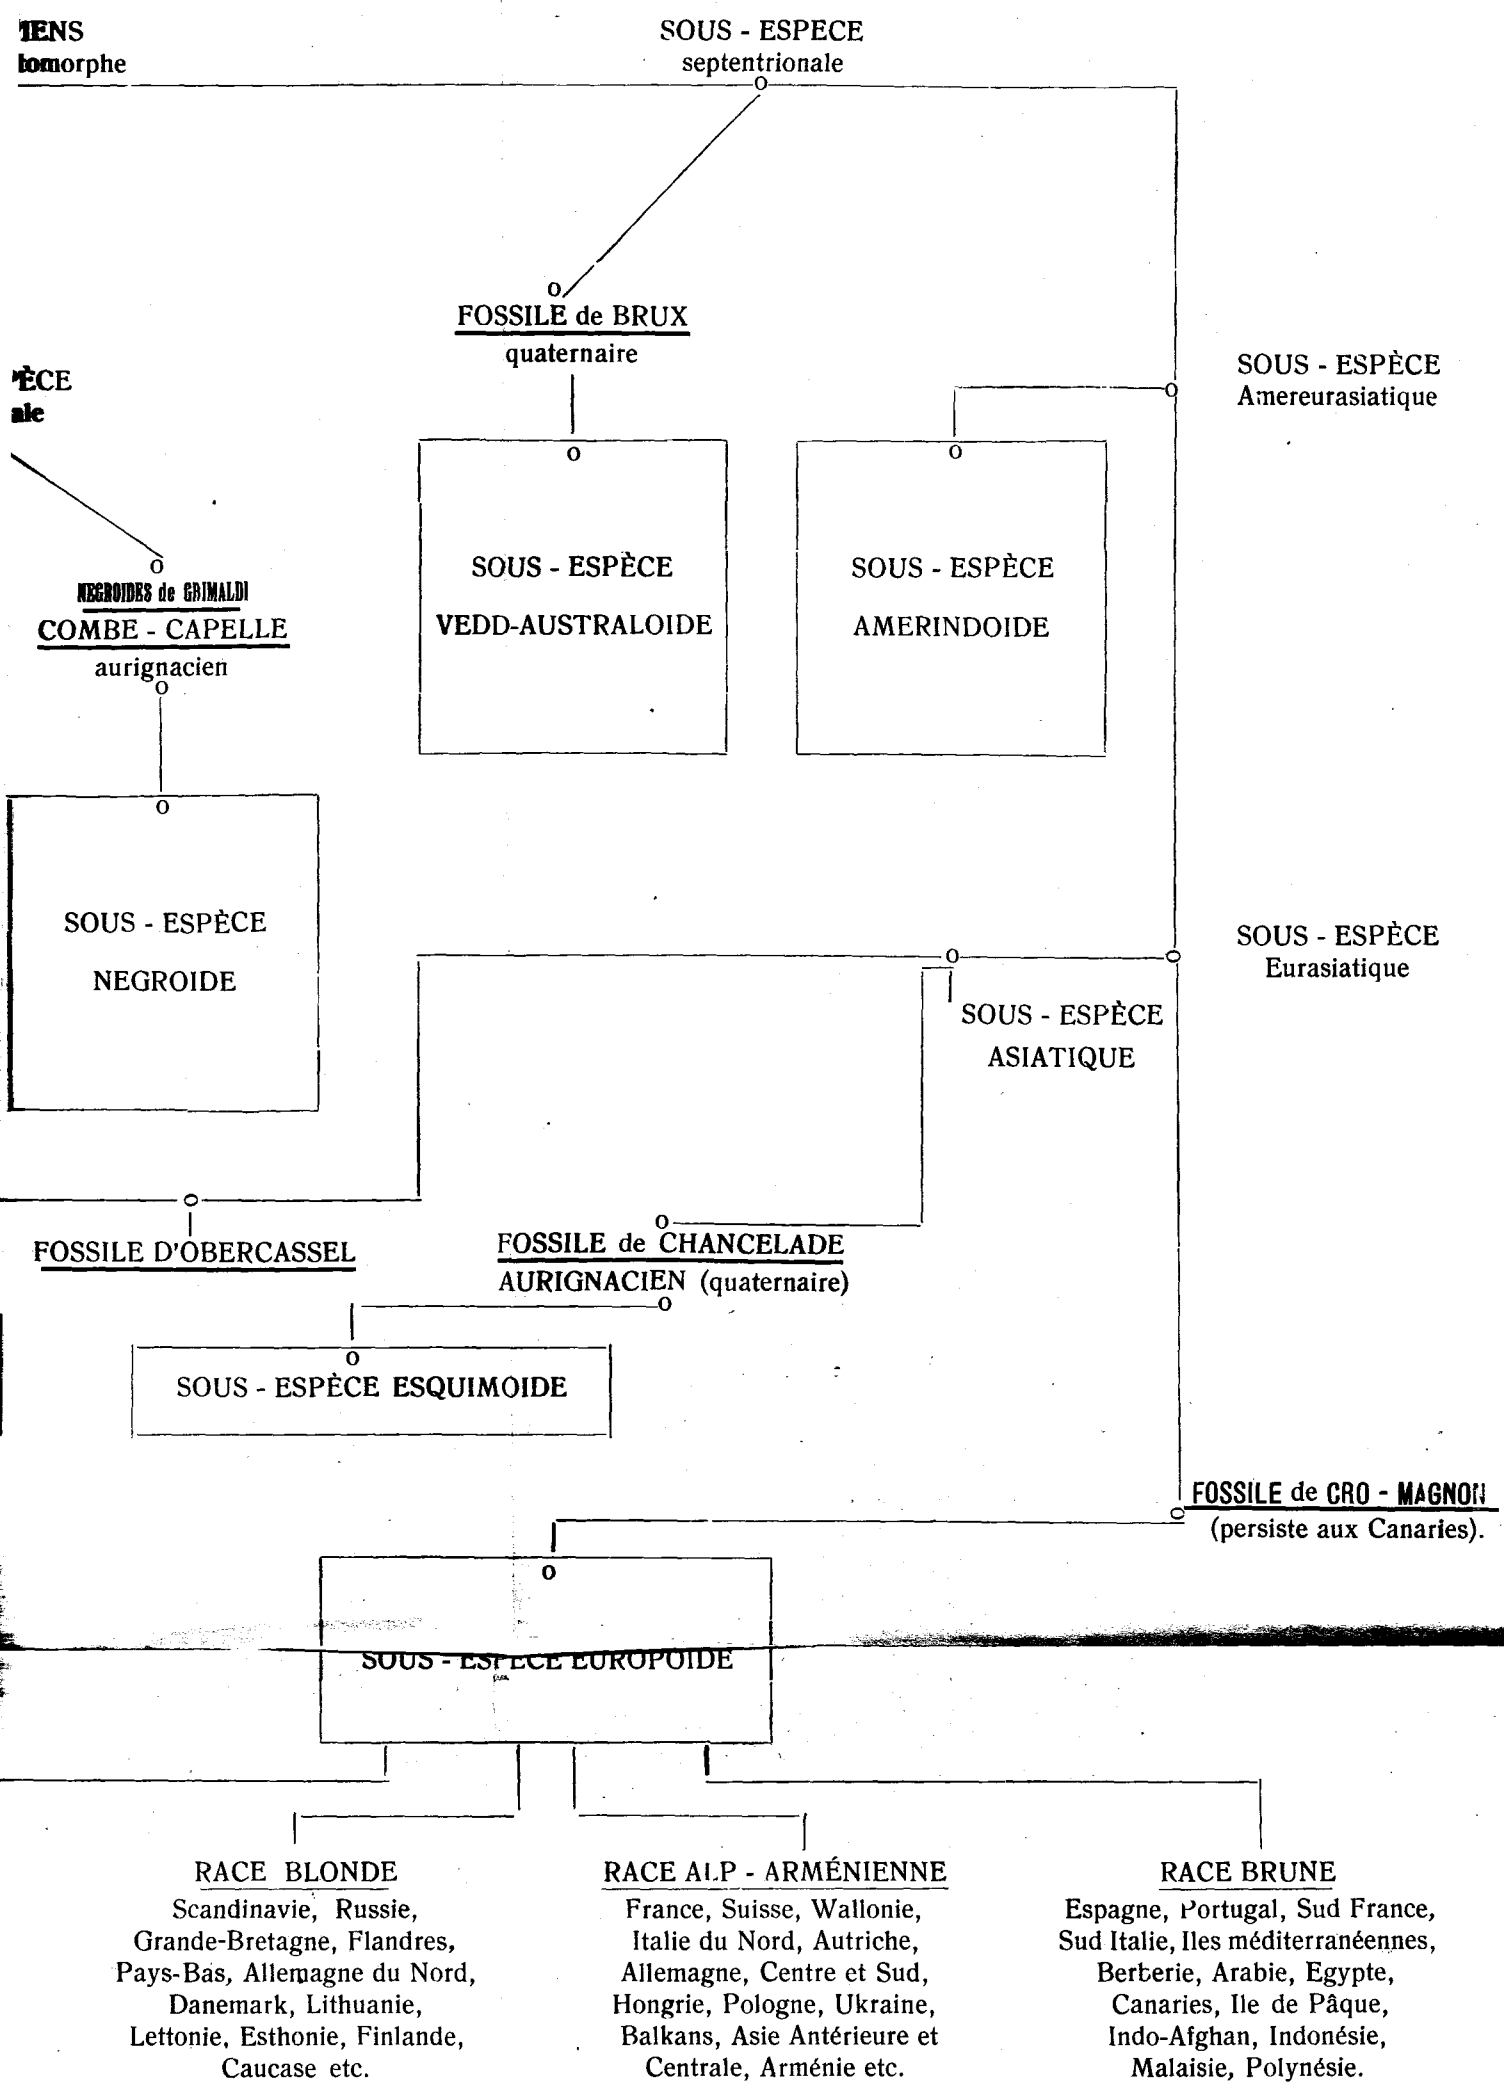 SOUS - ESPECE
septentrionale
FOSSILE de BRUX
quaternaire
SOUS - ESPÈCE
Amereurasiatique
SOUS - ESPÈCE
VEDD-AUSTRALOIDE
SOUS - ESPÈCE
AMERINDOIDE
NEGROIDES de GRIMALDI
COMBE - CAPELLE
aurignacien
SOUS - ESPÈCE
NEGROIDE
SOUS - ESPÈCE
Eurasiatique
SOUS - ESPÈCE
ASIATIQUE
FOSSILE D'OBERCASSEL
FOSSILE de CHANCELADE
AURIGNACIEN (quaternaire)
SOUS - ESPÈCE ESQUIMOIDE
FOSSILE de CRO - MAGNON
(persiste aux Canaries).
SOUS - ESPECE EUROPOIDE
RACE BLONDE
Scandinavie, Russie,
Grande-Bretagne, Flandres,
Pays-Bas, Allemagne du Nord,
Danemark, Lithuanie,
Lettonie, Esthonie, Finlande,
Caucase etc.
RACE ALP - ARMÉNIENNE
France, Suisse, Wallonie,
Italie du Nord, Autriche,
Allemagne, Centre et Sud,
Hongrie, Pologne, Ukraine,
Balkans, Asie Antérieure et
Centrale, Arménie etc.
RACE BRUNE
Espagne, Portugal, Sud France,
Sud Italie, Iles méditerranéennes,
Berberie, Arabie, Egypte,
Canaries, Ile de Pâque,
Indo-Afghan, Indonésie,
Malaisie, Polynésie.